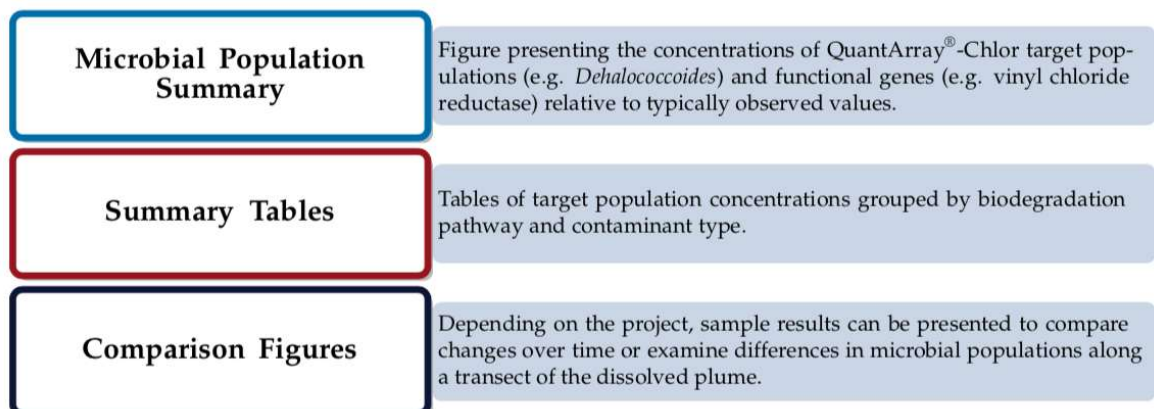 Microbial Population
Summary
Figure presenting the concentrations of QuantArray®-Chlor target pop-
ulations (e.g. Dehalococcoides) and functional genes (e.g. vinyl chloride
reductase) relative to typically observed values.
Summary Tables
Tables of target population concentrations grouped by biodegradation
pathway and contaminant type.
Comparison Figures
Depending on the project, sample results can be presented to compare
changes over time or examine differences in microbial populations along
a transect of the dissolved plume.